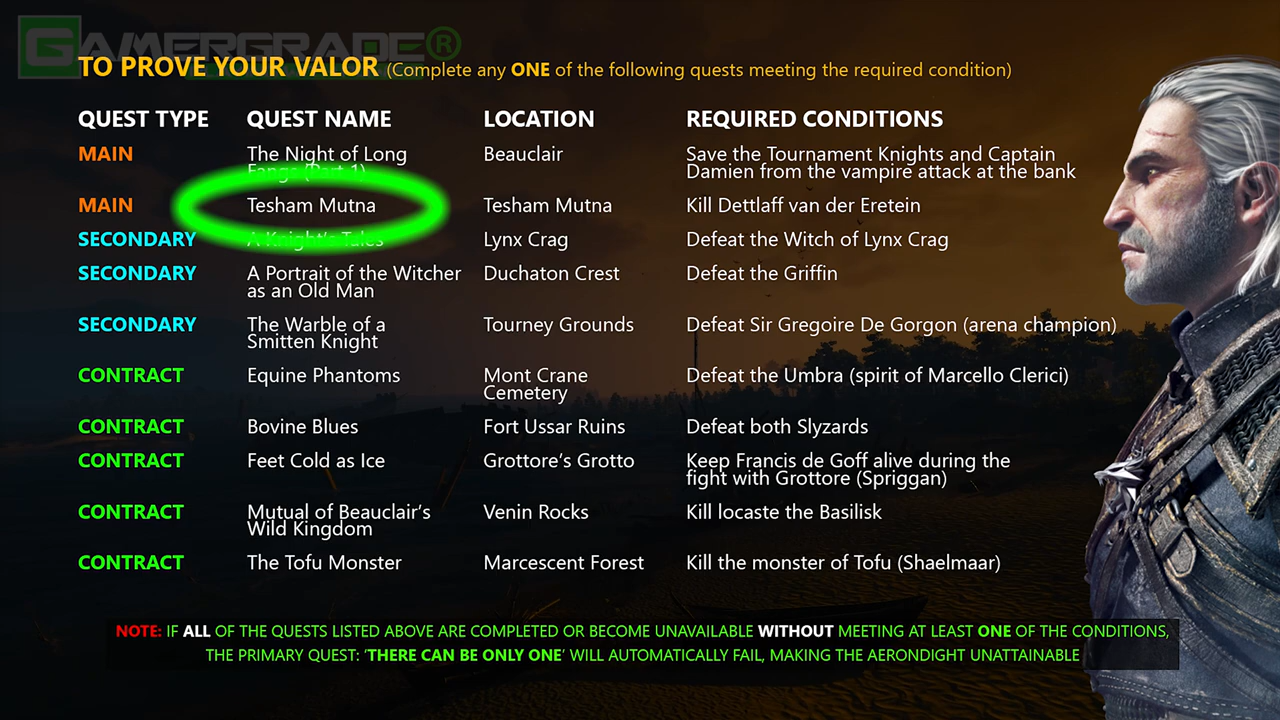 GAMERGRADE®
TO PROVE YOUR VALOR (Complete any ONE of the following quests meeting the required condition)
QUEST TYPE QUEST NAME LOCATION REQUIRED CONDITIONS
MAIN The Night of Long Beauclair Save the Tournament Knights and Captain
Fangs (Part 1) Damien from the vampire attack at the bank
MAIN Tesham Mutna Tesham Mutna Kill Dettlaff van der Eretein
SECONDARY A Knight's Tales Lynx Crag Defeat the Witch of Lynx Crag
SECONDARY A Portrait of the Witcher Duchaton Crest Defeat the Griffin
as an Old Man
SECONDARY The Warble of a Tourney Grounds Defeat Sir Gregoire De Gorgon (arena champion)
Smitten Knight
CONTRACT Equine Phantoms Mont Crane Defeat the Umbra (spirit of Marcello Clerici)
Cemetery
CONTRACT Bovine Blues Fort Ussar Ruins Defeat both Slyzards
CONTRACT Feet Cold as Ice Grottore's Grotto Keep Francis de Goff alive during the
fight with Grottore (Spriggan)
CONTRACT Mutual of Beauclair's Venin Rocks Kill locaste the Basilisk
Wild Kingdom
CONTRACT The Tofu Monster Marcescent Forest Kill the monster of Tofu (Shaelmaar)
NOTE: IF ALL OF THE QUESTS LISTED ABOVE ARE COMPLETED OR BECOME UNAVAILABLE WITHOUT MEETING AT LEAST ONE OF THE CONDITIONS,
THE PRIMARY QUEST: 'THERE CAN BE ONLY ONE' WILL AUTOMATICALLY FAIL, MAKING THE AERONDIGHT UNATTAINABLE